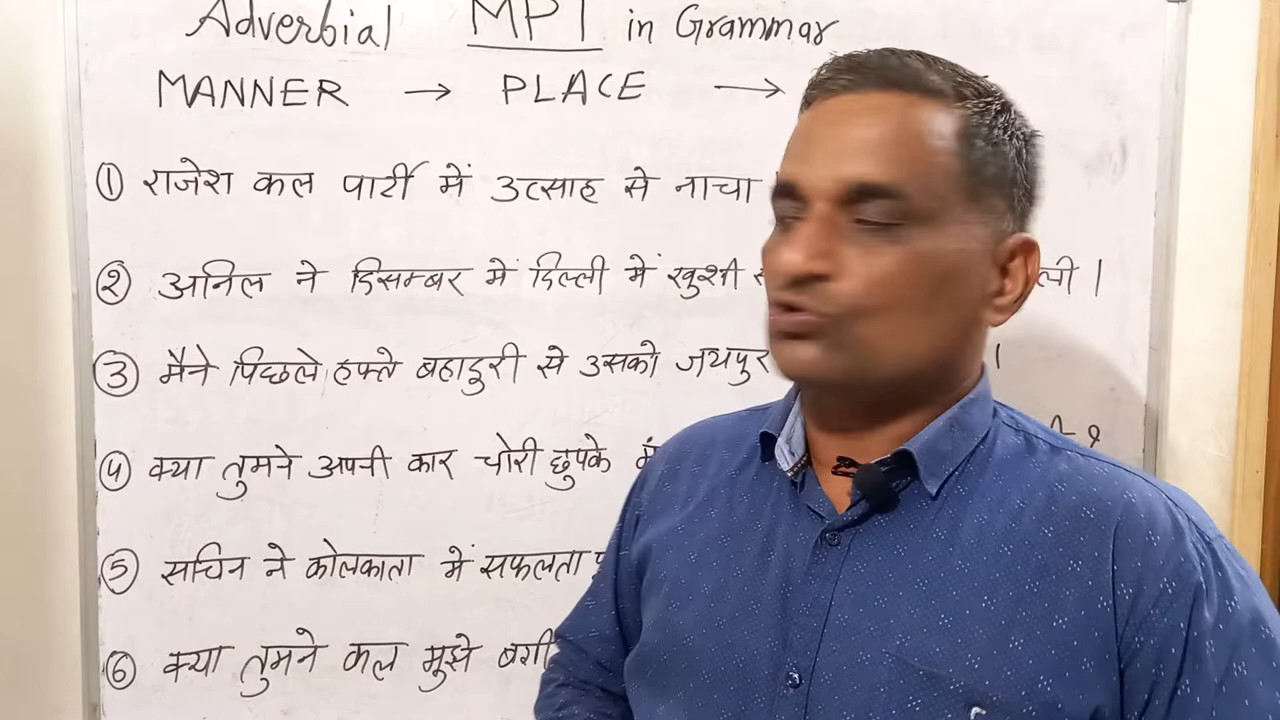 Adverbial MPT in Grammar
MANNER → PLACE →
① राजेश कल पार्टी में उत्साह से नाचा
② अनिल ने दिसम्बर में दिल्ली में खुशी
③ मैने पिछले हफ्ते बहादुरी से उसको जयपुर ।
④ क्या तुमने अपनी कार चोरी छुपके
⑤ सचिन ने कोलकाता में सफलता
⑥ क्या तुमने कल मुझे